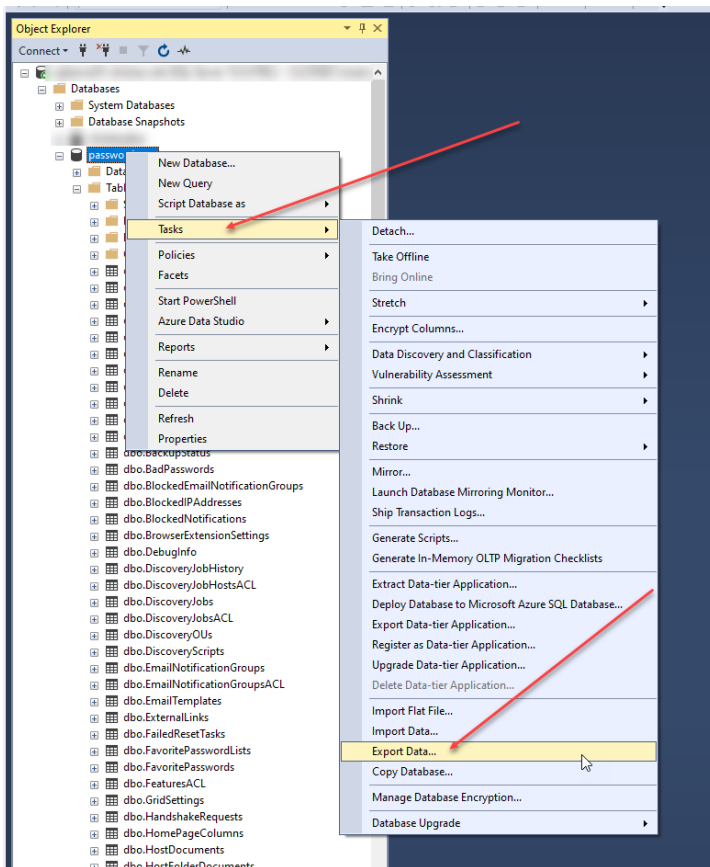 Object Explorer
Connect
Databases
System Databases
Database Snapshots
New Database...
New Query
Script Database as
Tasks
Policies
Facets
Start PowerShell
Azure Data Studio
Reports
Rename
Delete
Refresh
Properties
Detach...
Take Offline
Bring Online
Stretch
Encrypt Columns...
Data Discovery and Classification
Vulnerability Assessment
Shrink
Back Up...
Restore
Mirror...
Launch Database Mirroring Monitor...
Ship Transaction Logs...
Generate Scripts...
Generate In-Memory OLTP Migration Checklists
Extract Data-tier Application...
Deploy Database to Microsoft Azure SQL Database...
Export Data-tier Application...
Register as Data-tier Application...
Upgrade Data-tier Application...
Delete Data-tier Application...
Import Flat File...
Import Data...
Export Data...
Copy Database...
Manage Database Encryption...
Database Upgrade
dbo.BackupStatus
dbo.BadPasswords
dbo.BlockedEmailNotificationGroups
dbo.BlockedIPAddresses
dbo.BlockedNotifications
dbo.BrowserExtensionSettings
dbo.DebugInfo
dbo.DiscoveryJobHistory
dbo.DiscoveryJobHostsACL
dbo.DiscoveryJobs
dbo.DiscoveryJobsACL
dbo.DiscoveryOUs
dbo.DiscoveryScripts
dbo.EmailNotificationGroups
dbo.EmailNotificationGroupsACL
dbo.EmailTemplates
dbo.ExternalLinks
dbo.FailedResetTasks
dbo.FavoritePasswordLists
dbo.FavoritePasswords
dbo.FeaturesACL
dbo.GridSettings
dbo.HandshakeRequests
dbo.HomePageColumns
dbo.HostDocuments
dbo.HostFolderDocuments